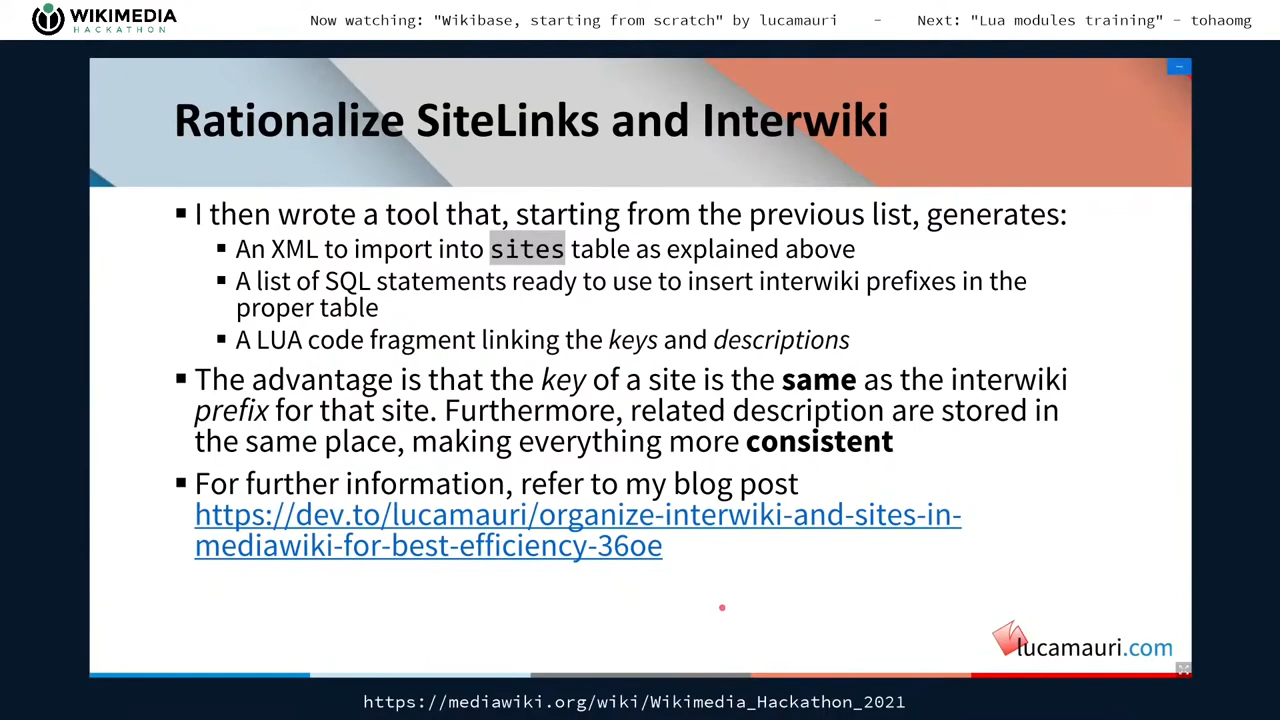 WIKIMEDIA
HACKATHON
Now watching: "Wikibase, starting from scratch" by lucamauri - Next: "Lua modules training" - tohaomg
Rationalize SiteLinks and Interwiki
▪ I then wrote a tool that, starting from the previous list, generates:
▪ An XML to import into sites table as explained above
▪ A list of SQL statements ready to use to insert interwiki prefixes in the
proper table
▪ A LUA code fragment linking the keys and descriptions
▪ The advantage is that the key of a site is the same as the interwiki
prefix for that site. Furthermore, related description are stored in
the same place, making everything more consistent
▪ For further information, refer to my blog post
https://dev.to/lucamauri/organize-interwiki-and-sites-in-
mediawiki-for-best-efficiency-36oe
lucamauri.com
https://mediawiki.org/wiki/Wikimedia_Hackathon_2021